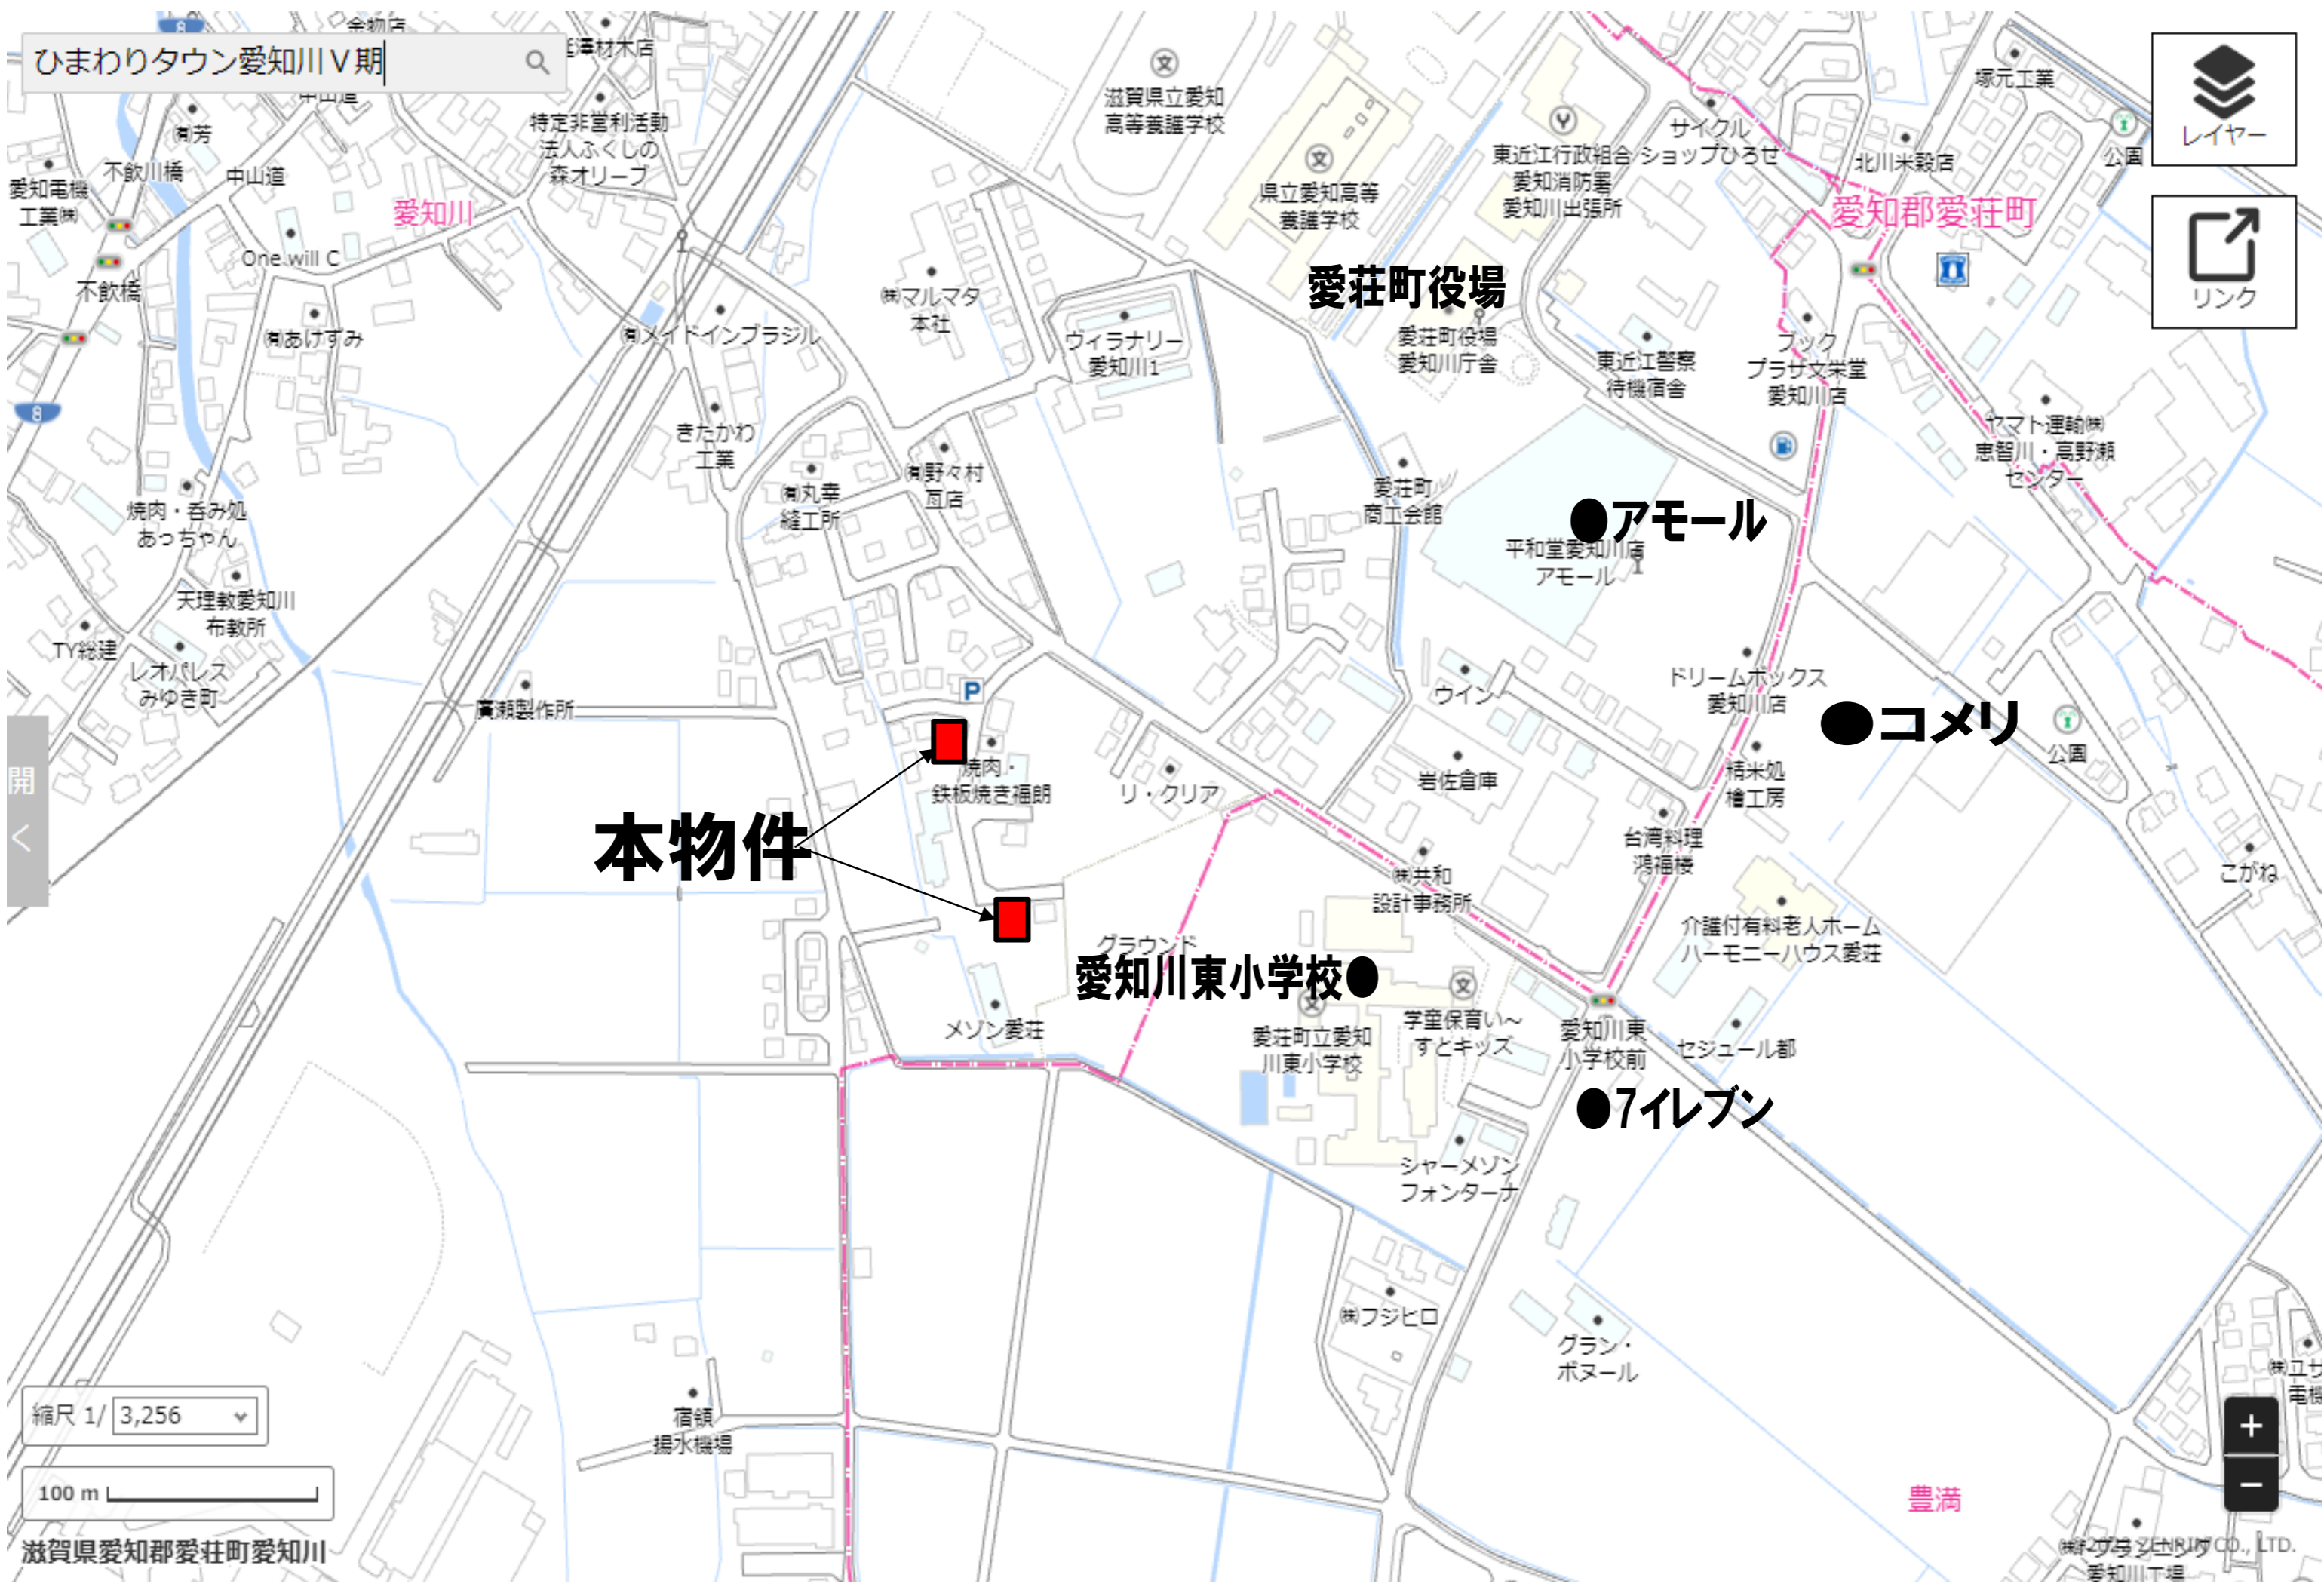 ひまわりタウン愛知川Ⅴ期
金物店
中山道
8
㈲芳
不飲川橋
中山道
愛知電機
工業㈱
不飲橋
8
One will C
㈲あけずみ
愛知川
特定非営利活動
法人ふくしの
森オリーブ
㈲メイドインブラジル
きたかわ
工業
㈱マルマタ
本社
ヴィラナリー
愛知川1
滋賀県立愛知
高等養護学校
県立愛知高等
養護学校
東近江行政組合
愛知消防署
愛知川出張所
サイクル
ショップひろせ
塚元工業
公園
北川米穀店
愛知郡愛荘町
レイヤー
リンク
愛荘町役場
愛荘町役場
愛知川庁舎
東近江警察
待機宿舎
ブック
プラザ文栄堂
愛知川店
ヤマト運輸㈱
恵智川・高野瀬
センター
焼肉・呑み処
あっちゃん
天理教愛知川
布教所
TY総建
レオパレス
みゆき町
廣瀬製作所
㈲丸幸
縫工所
㈲野々村
瓦店
愛荘町
商工会館
●アモール
平和堂愛知川店
アモール
ウイン
ドリームボックス
愛知川店
●コメリ
公園
P
焼肉・
鉄板焼き福朗
リ・クリア
岩佐倉庫
精米処
檜工房
台湾料理
鴻福楼
こがね
本物件
㈱共和
設計事務所
介護付有料老人ホーム
ハーモニーハウス愛荘
グラウンド
愛知川東小学校●
メゾン愛荘
愛荘町立愛知
川東小学校
学童保育い～
すとキッズ
愛知川東
小学校前
セジュール都
●7イレブン
シャーメゾン
フォンターナ
㈱フジヒロ
グラン・
ボヌール
宿領
揚水機場
豊満
開
く
縮尺 1/ 3,256
100 m
滋賀県愛知郡愛荘町愛知川
+
−
愛知川工場